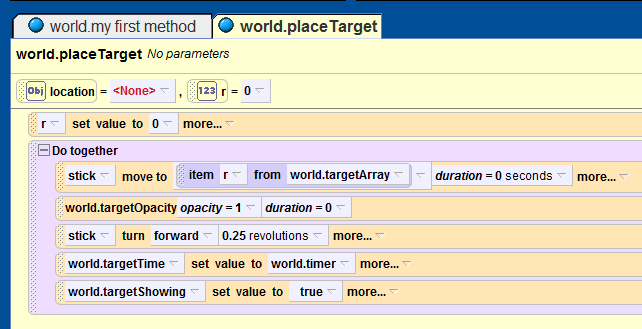 world.my first method world.placeTarget
world.placeTarget No parameters
Obj location = <None> , 123 r = 0
r set value to 0 more...
Do together
stick move to item r from world.targetArray duration = 0 seconds more...
world.targetOpacity opacity = 1 duration = 0
stick turn forward 0.25 revolutions more...
world.targetTime set value to world.timer more...
world.targetShowing set value to true more...